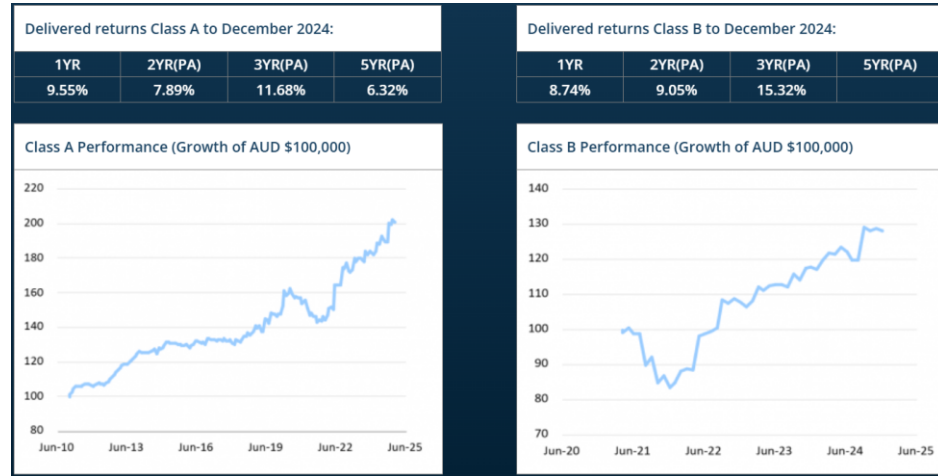 Delivered returns Class A to December 2024:
1YR 2YR(PA) 3YR(PA) 5YR(PA)
9.55% 7.89% 11.68% 6.32%
Class A Performance (Growth of AUD $100,000)
220
200
180
160
140
120
100
80
Jun-10 Jun-13 Jun-16 Jun-19 Jun-22 Jun-25
Delivered returns Class B to December 2024:
1YR 2YR(PA) 3YR(PA) 5YR(PA)
8.74% 9.05% 15.32%
Class B Performance (Growth of AUD $100,000)
140
130
120
110
100
90
80
70
Jun-20 Jun-21 Jun-22 Jun-23 Jun-24 Jun-25